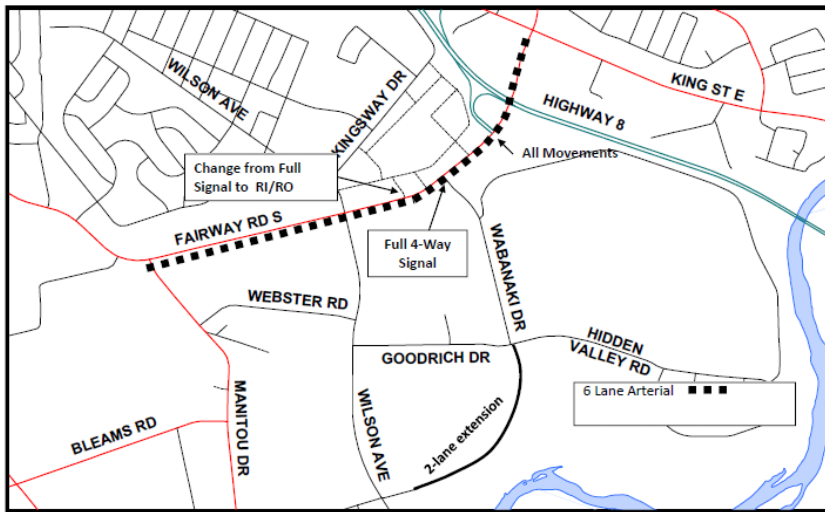 WILSON AVE
KINGSWAY DR
KING ST E
HIGHWAY 8
All Movements
Change from Full
Signal to RI/RO
FAIRWAY RD S
Full 4-Way
Signal
WABANAKI DR
WEBSTER RD
GOODRICH DR
HIDDEN
VALLEY RD
6 Lane Arterial
MANITOU DR
BLEAMS RD
WILSON AVE
2-lane extension